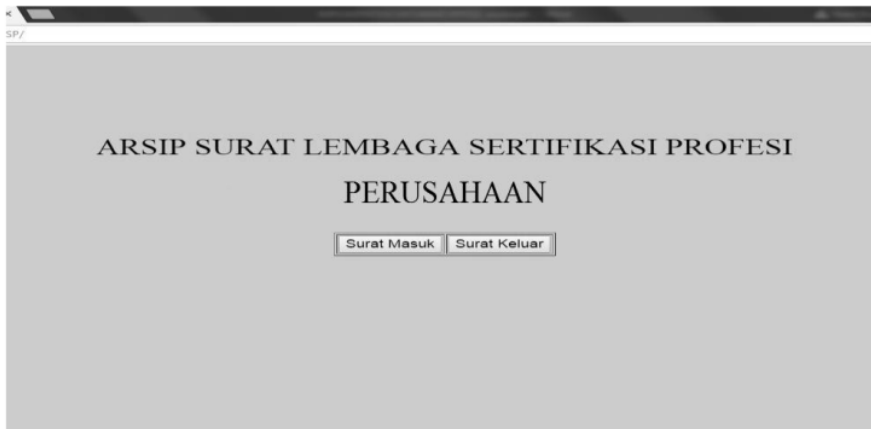 SP/
ARSIP SURAT LEMBAGA SERTIFIKASI PROFESI
PERUSAHAAN
Surat Masuk Surat Keluar